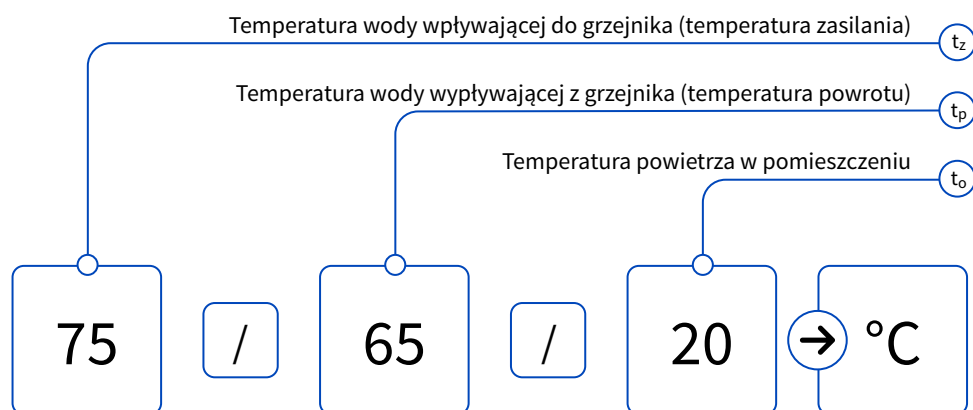 Temperatura wody wpływającej do grzejnika (temperatura zasilania) t₂
Temperatura wody wypływającej z grzejnika (temperatura powrotu) tₚ
Temperatura powietrza w pomieszczeniu tₒ
75 / 65 / 20 → °C